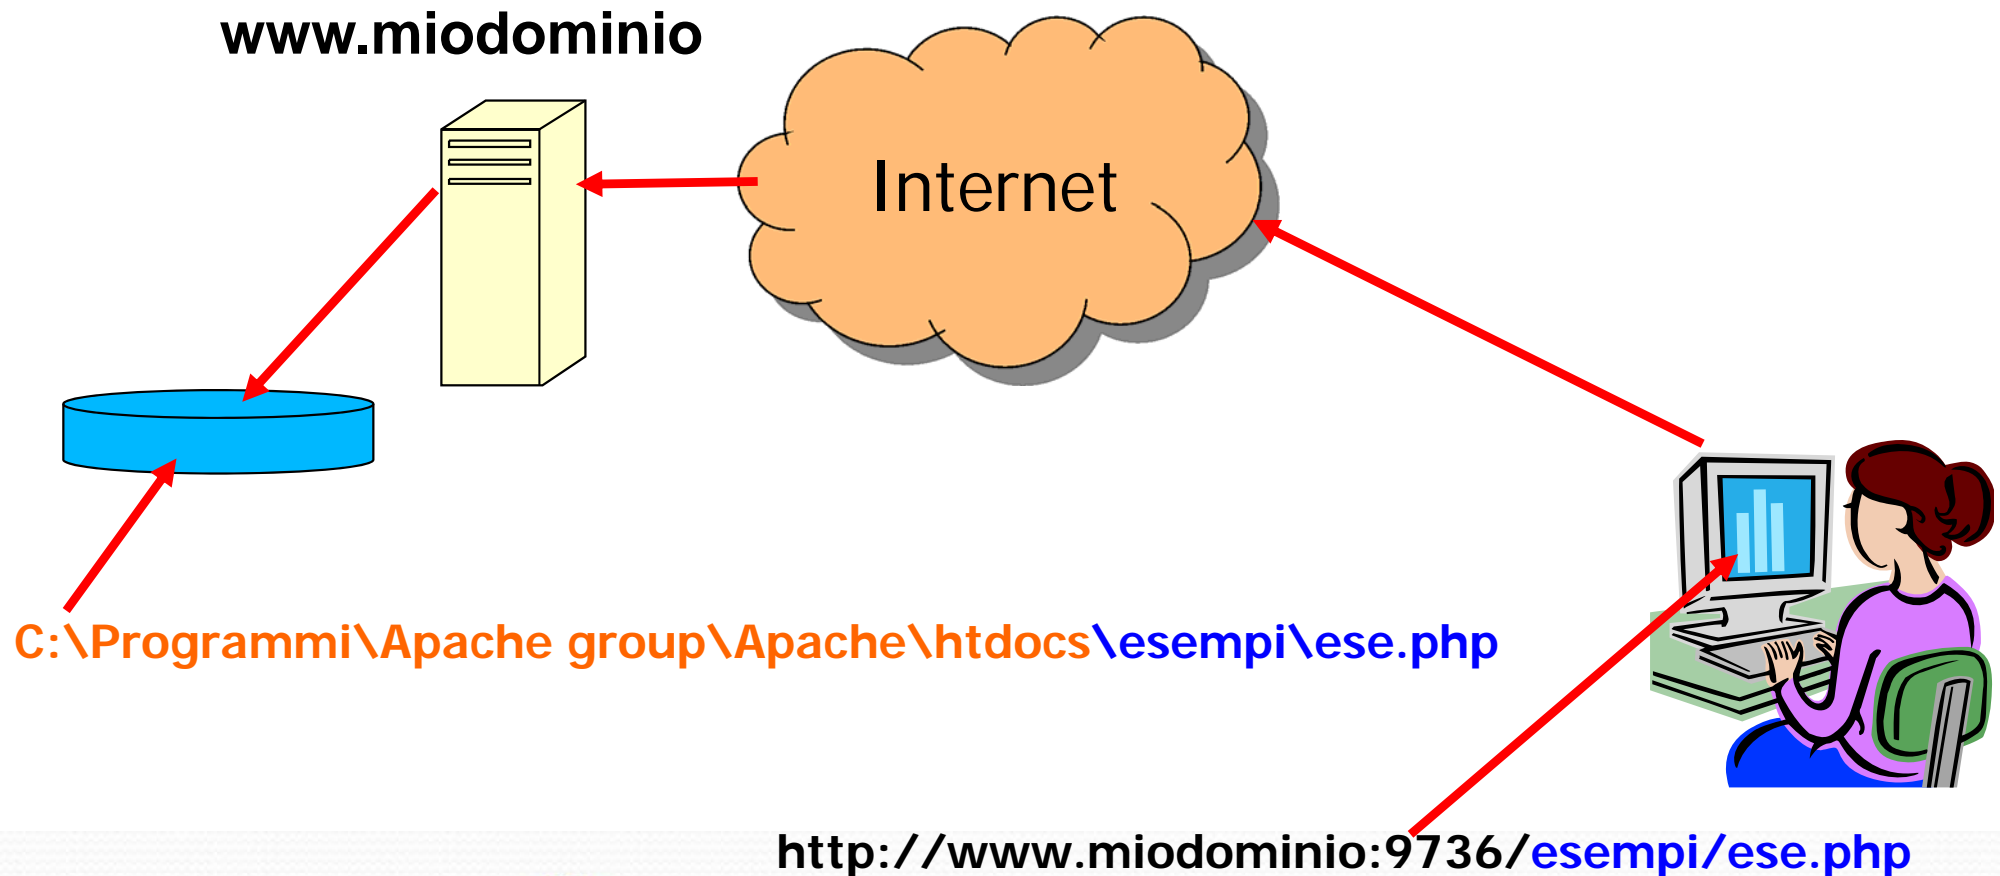 www.miodominio
Internet
C:\Programmi\Apache group\Apache\htdocs\esempi\ese.php
http://www.miodominio:9736/esempi/ese.php